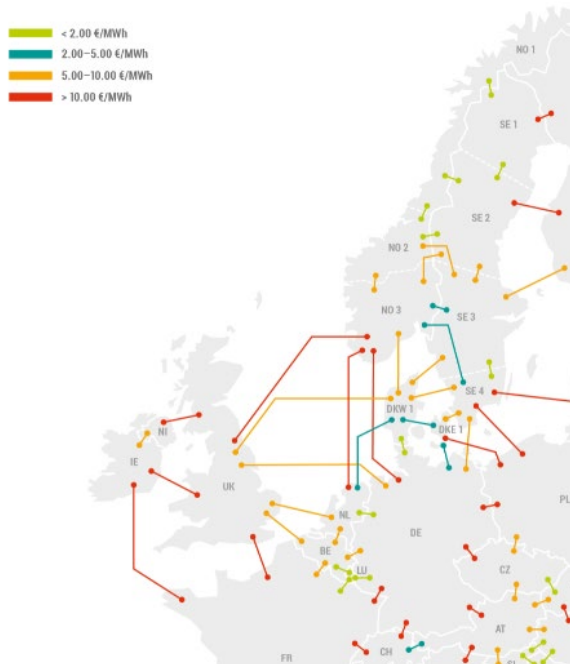 < 2.00 €/MWh
2.00–5.00 €/MWh
5.00–10.00 €/MWh
> 10.00 €/MWh
NO 1
SE 1
SE 2
NO 2
NO 3
SE 3
SE 4
DKW 1
DKE 1
NI
IE
UK
PL
NL
DE
BE
LU
CZ
AT
CH
FR
SI